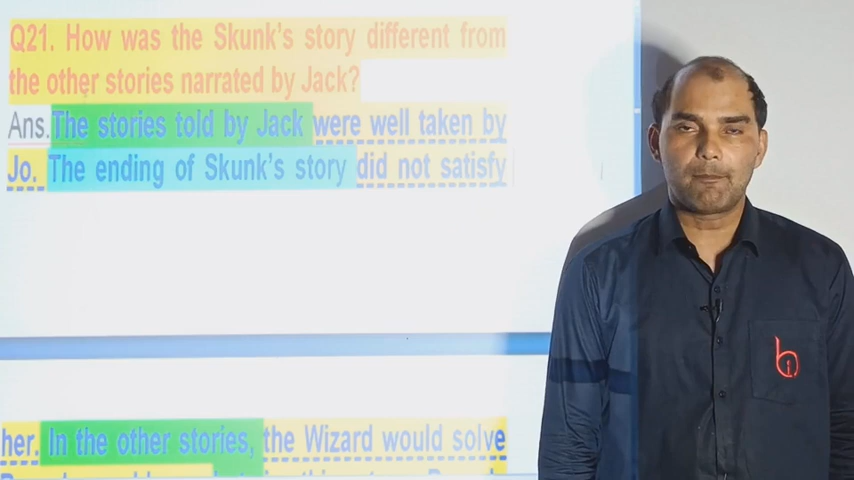 Q21. How was the Skunk's story different from
the other stories narrated by Jack?
Ans.The stories told by Jack were well taken by
Jo. The ending of Skunk's story did not satisfy
her. In the other stories, the Wizard would solve